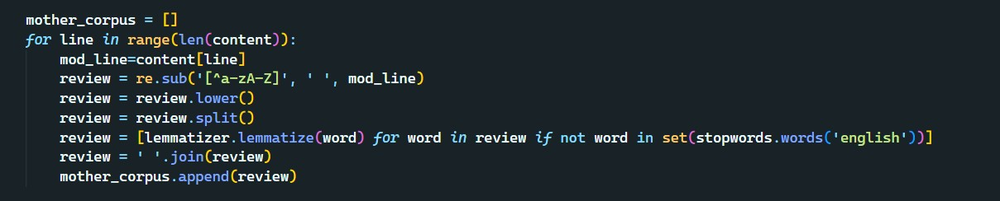 mother_corpus = []
for line in range(len(content)):
    mod_line=content[line]
    review = re.sub('[^a-zA-Z]', ' ', mod_line)
    review = review.lower()
    review = review.split()
    review = [lemmatizer.lemmatize(word) for word in review if not word in set(stopwords.words('english'))]
    review = ' '.join(review)
    mother_corpus.append(review)